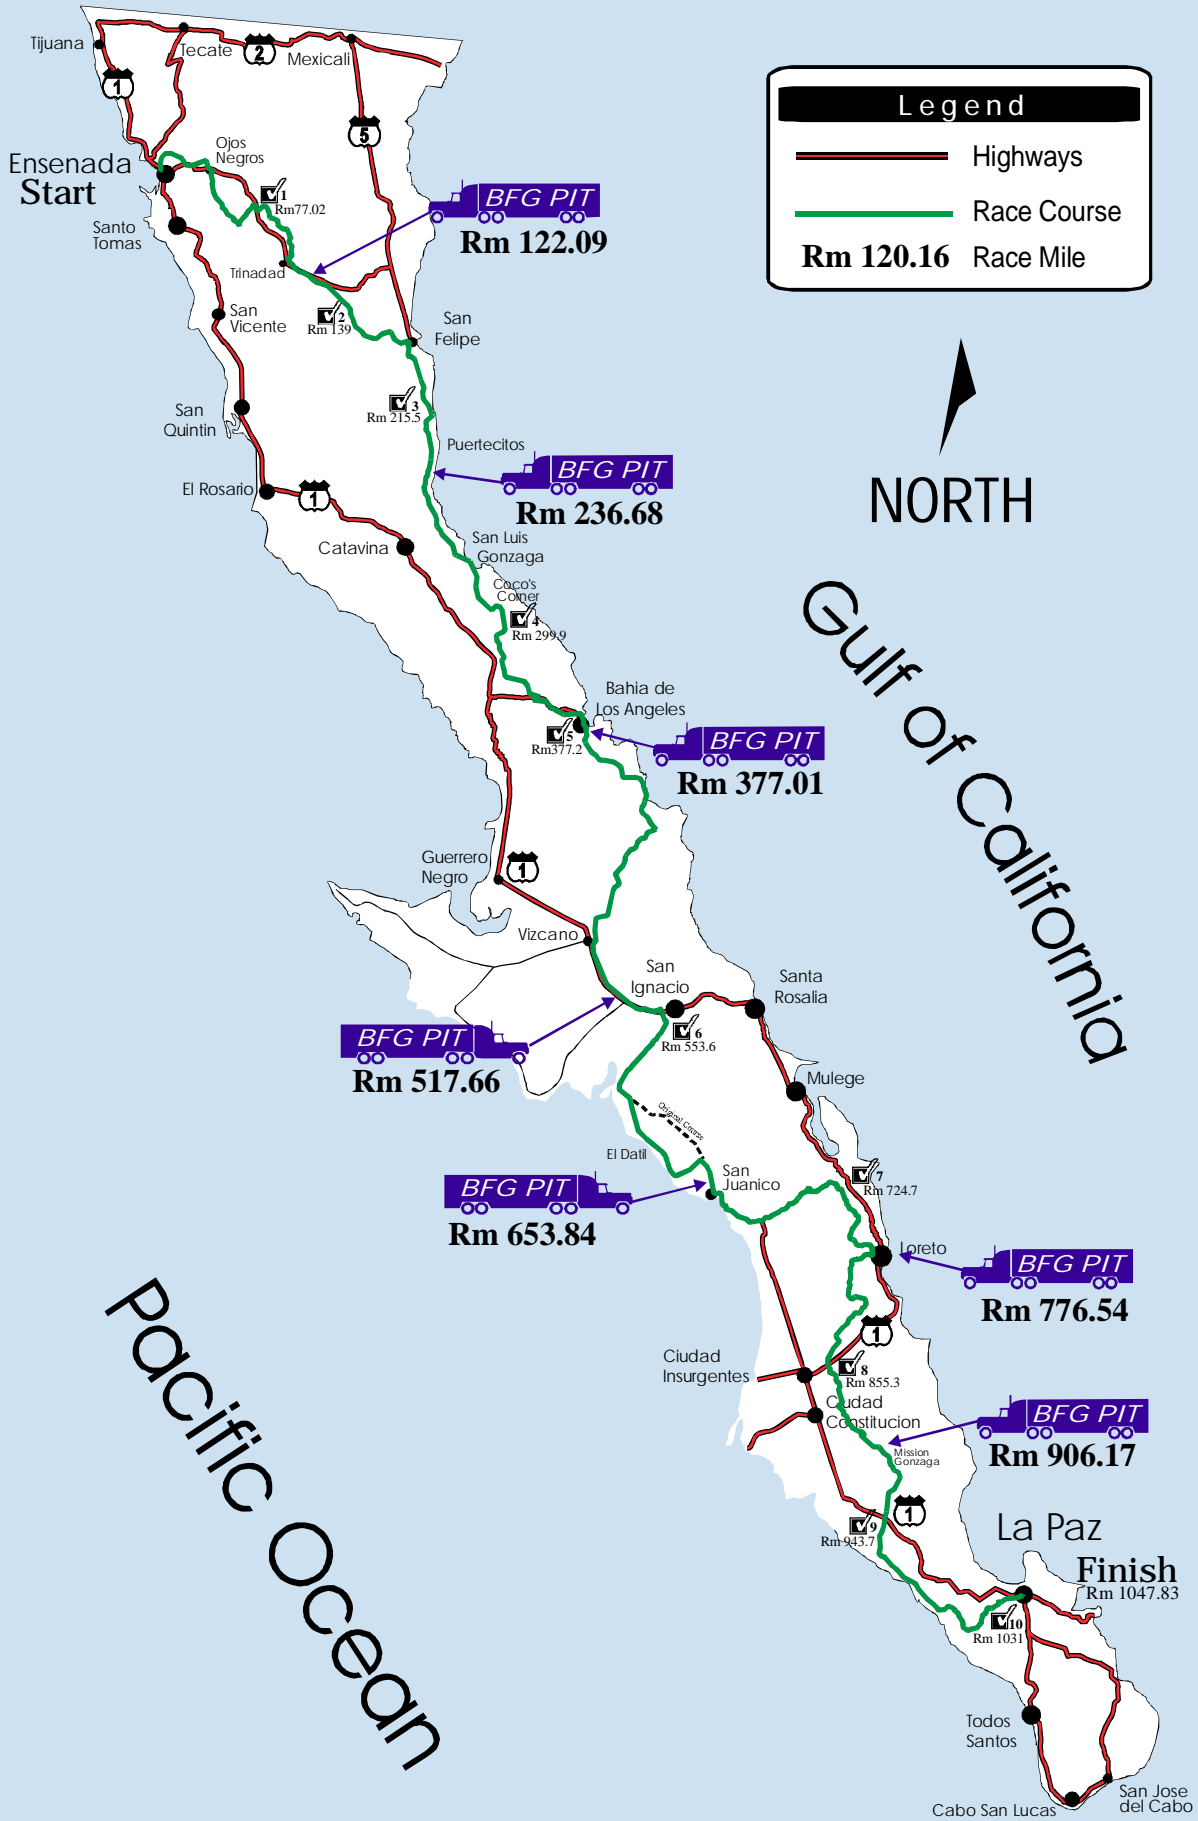 Tijuana
Tecate
2
Mexicali
1
5
Legend
Highways
Race Course
Rm 120.16 Race Mile
Ojos
Negros
Ensenada
Start
1
Rm77.02
BFG PIT
Rm 122.09
Santo
Tomas
Trinadad
San
Vicente
2
Rm 139
San
Felipe
3
Rm 215.5
San
Quintin
Puertecitos
BFG PIT
Rm 236.68
NORTH
El Rosario
1
Catavina
San Luis
Gonzaga
Coco's
Corner
4
Rm 299.9
Gulf of California
Bahia de
Los Angeles
5
Rm377.2
BFG PIT
Rm 377.01
Guerrero
Negro
1
Vizcano
San
Ignacio
Santa
Rosalia
6
Rm 553.6
BFG PIT
Rm 517.66
Mulege
Original Course
El Datil
San
Juanico
7
Rm 724.7
BFG PIT
Rm 653.84
Loreto
BFG PIT
Rm 776.54
1
Pacific Ocean
Ciudad
Insurgentes
8
Rm 855.3
Ciudad
Constitucion
BFG PIT
Rm 906.17
Mission
Gonzaga
1
9
Rm 943.7
La Paz
Finish
Rm 1047.83
10
Rm 1031
Todos
Santos
San Jose
del Cabo
Cabo San Lucas